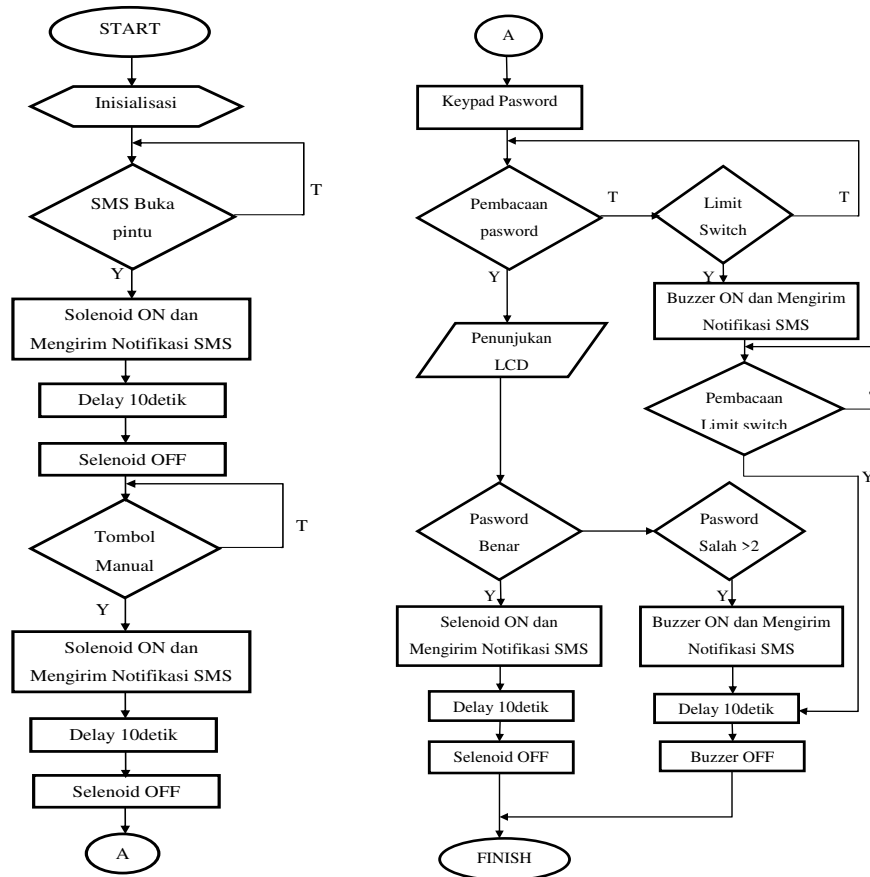 START
Inisialisasi
T
SMS Buka
pintu
Y
Solenoid ON dan
Mengirim Notifikasi SMS
Delay 10detik
Selenoid OFF
T
Tombol
Manual
Y
Solenoid ON dan
Mengirim Notifikasi SMS
Delay 10detik
Selenoid OFF
A
A
Keypad Pasword
Pembacaan
pasword
T
Limit
Switch
T
Y
Y
Buzzer ON dan Mengirim
Notifikasi SMS
Penunjukan
LCD
Pembacaan
Limit switch
Y
Pasword
Benar
Pasword
Salah >2
Y
Y
Selenoid ON dan
Mengirim Notifikasi SMS
Buzzer ON dan Mengirim
Notifikasi SMS
Delay 10detik
Delay 10detik
Selenoid OFF
Buzzer OFF
FINISH